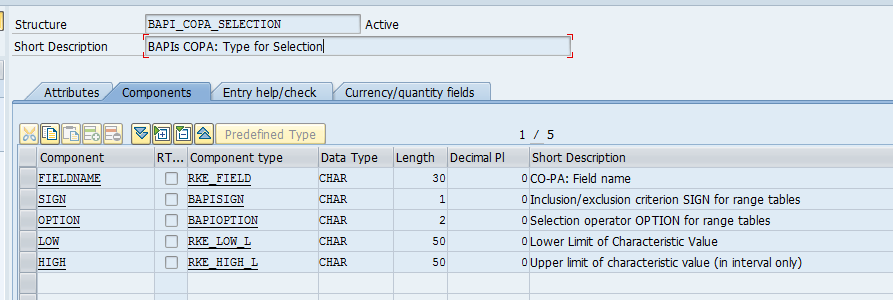 Structure BAPI_COPA_SELECTION Active
Short Description BAPIs COPA: Type for Selection
Attributes Components Entry help/check Currency/quantity fields
Predefined Type 1 / 5
Component RT... Component type Data Type Length Decimal Pl Short Description
FIELDNAME RKE_FIELD CHAR 30 0 CO-PA: Field name
SIGN BAPISIGN CHAR 1 0 Inclusion/exclusion criterion SIGN for range tables
OPTION BAPIOPTION CHAR 2 0 Selection operator OPTION for range tables
LOW RKE_LOW_L CHAR 50 0 Lower Limit of Characteristic Value
HIGH RKE_HIGH_L CHAR 50 0 Upper limit of characteristic value (in interval only)